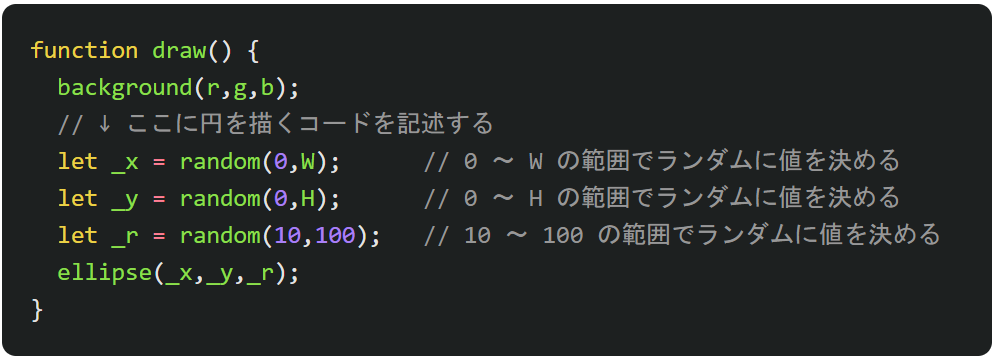 function draw() {
  background(r,g,b);
  // ↓ ここに円を描くコードを記述する
  let _x = random(0,W);      // 0 〜 W の範囲でランダムに値を決める
  let _y = random(0,H);      // 0 〜 H の範囲でランダムに値を決める
  let _r = random(10,100);   // 10 〜 100 の範囲でランダムに値を決める
  ellipse(_x,_y,_r);
}